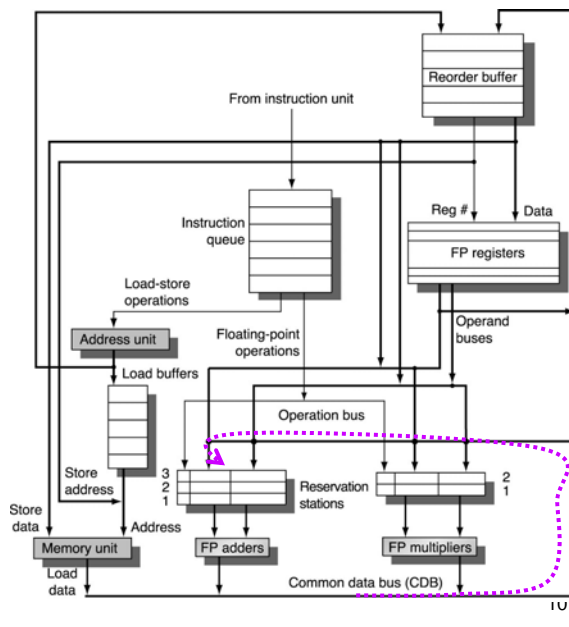 Reorder buffer
From instruction unit
Reg #
Data
Instruction
queue
FP registers
Load-store
operations
Operand
buses
Address unit
Floating-point
operations
Load buffers
Operation bus
3
2
1
Reservation
stations
2
1
Store
address
Store
data
Address
Memory unit
FP adders
FP multipliers
Load
data
Common data bus (CDB)